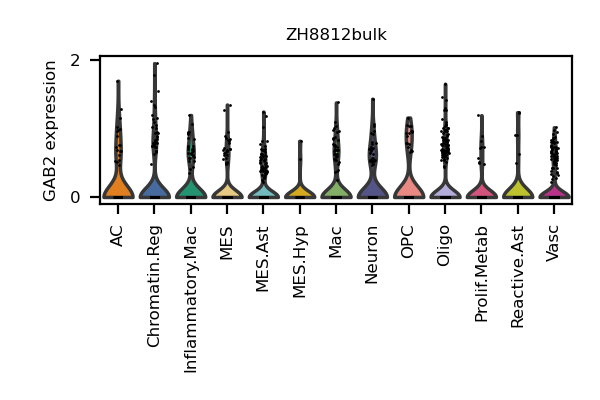 ZH8812bulk
GAB2 expression
2
0
AC
Chromatin.Reg
Inflammatory.Mac
MES
MES.Ast
MES.Hyp
Mac
Neuron
OPC
Oligo
Prolif.Metab
Reactive.Ast
Vasc